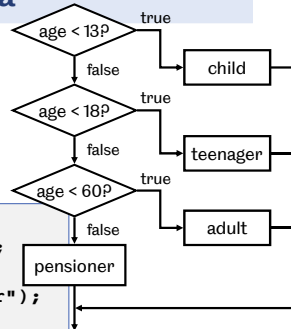 age < 13?
true
child
false
age < 18?
true
teenager
false
age < 60?
true
adult
false
;
pensioner
");